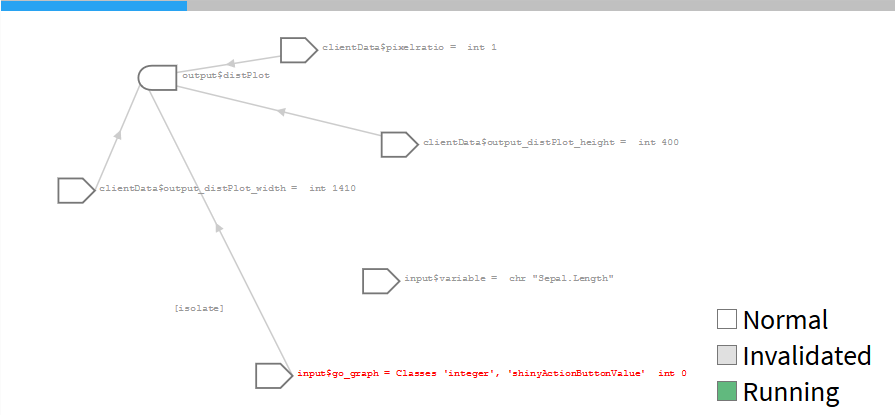 clientData$pixelratio = int 1
output$distPlot
clientData$output_distPlot_height = int 400
clientData$output_distPlot_width = int 1410
input$variable = chr "Sepal.Length"
[isolate]
input$go_graph = Classes 'integer', 'shinyActionButtonValue' int 0
Normal
Invalidated
Running